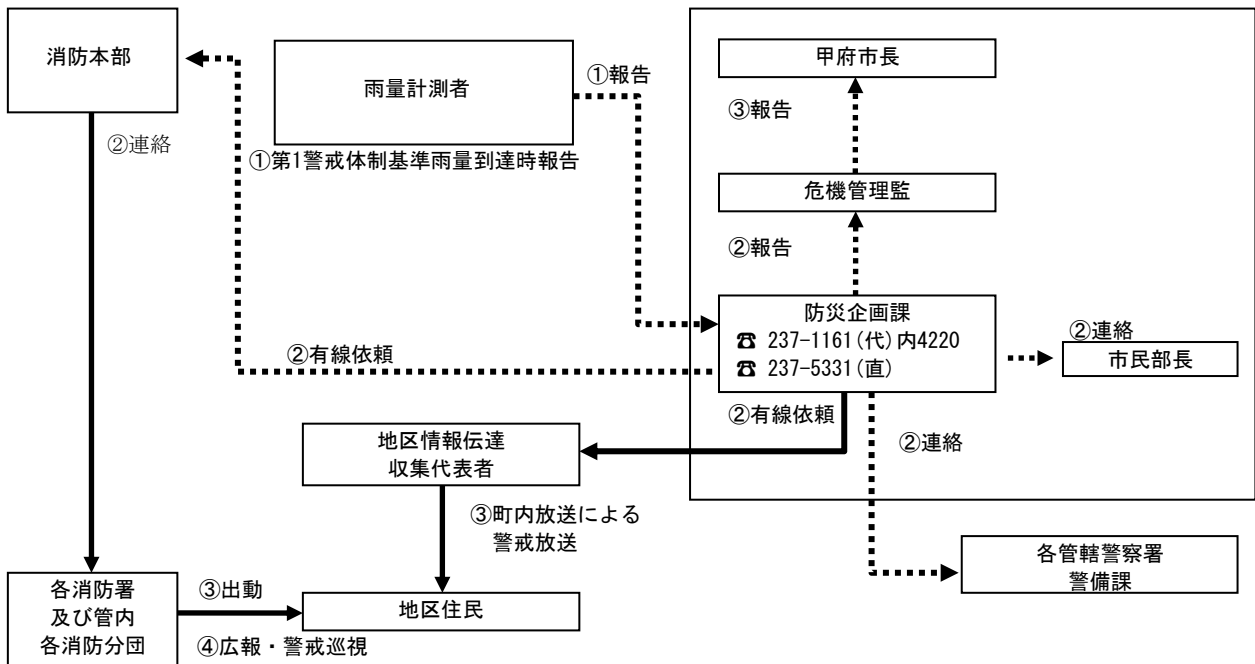 消防本部
雨量計測者
①報告
甲府市長
③報告
②連絡
①第1警戒体制基準雨量到達時報告
危機管理監
②報告
防災企画課
☎ 237-1161(代)内4220
☎ 237-5331(直)
②連絡
市民部長
②有線依頼
②有線依頼
地区情報伝達
収集代表者
②連絡
③町内放送による
警戒放送
各管轄警察署
警備課
各消防署
及び管内
各消防分団
③出動
④広報・警戒巡視
地区住民